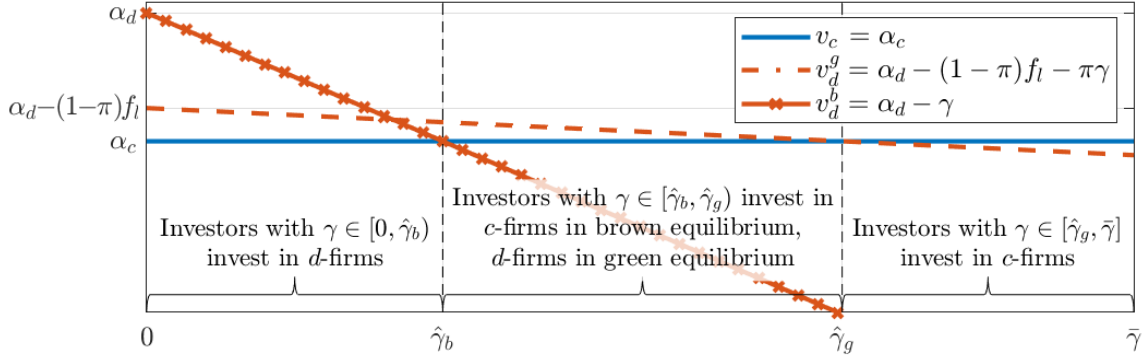 α_d
α_d−(1−π)f_l
α_c
v_c = α_c
v_d^g = α_d − (1 − π)f_l − πγ
v_d^b = α_d − γ
Investors with γ ∈ [0, γ̂_b)
invest in d-firms
Investors with γ ∈ [γ̂_b, γ̂_g) invest in
c-firms in brown equilibrium,
d-firms in green equilibrium
Investors with γ ∈ [γ̂_g, γ̄]
invest in c-firms
0
γ̂_b
γ̂_g
γ̄